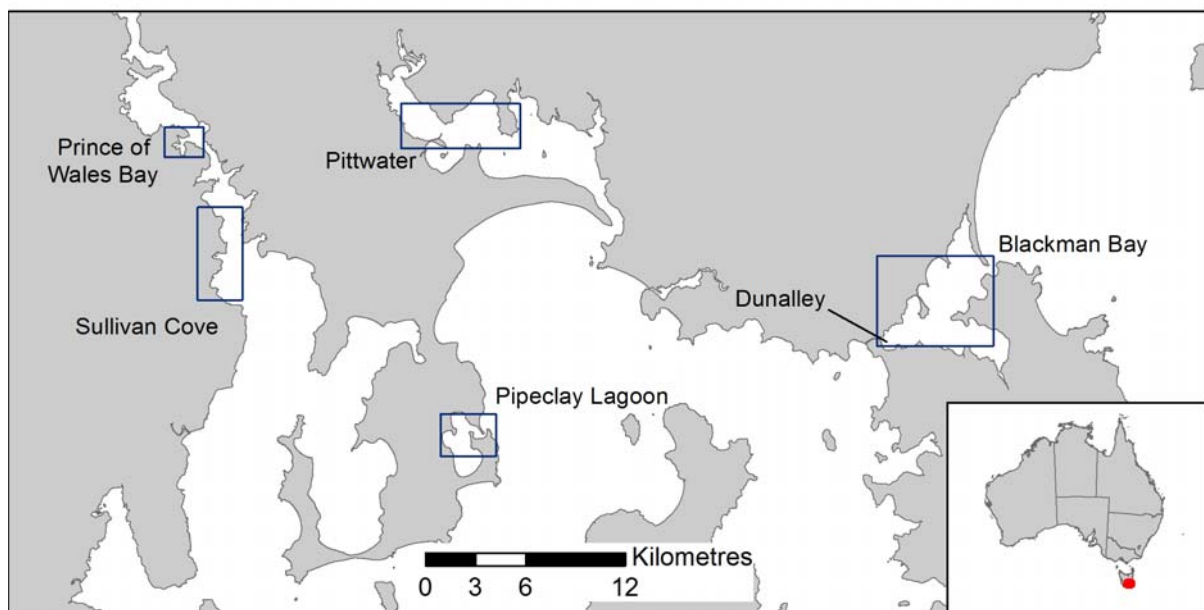 Prince of
Wales Bay
Pittwater
Blackman Bay
Dunalley
Sullivan Cove
Pipeclay Lagoon
Kilometres
0 3 6 12